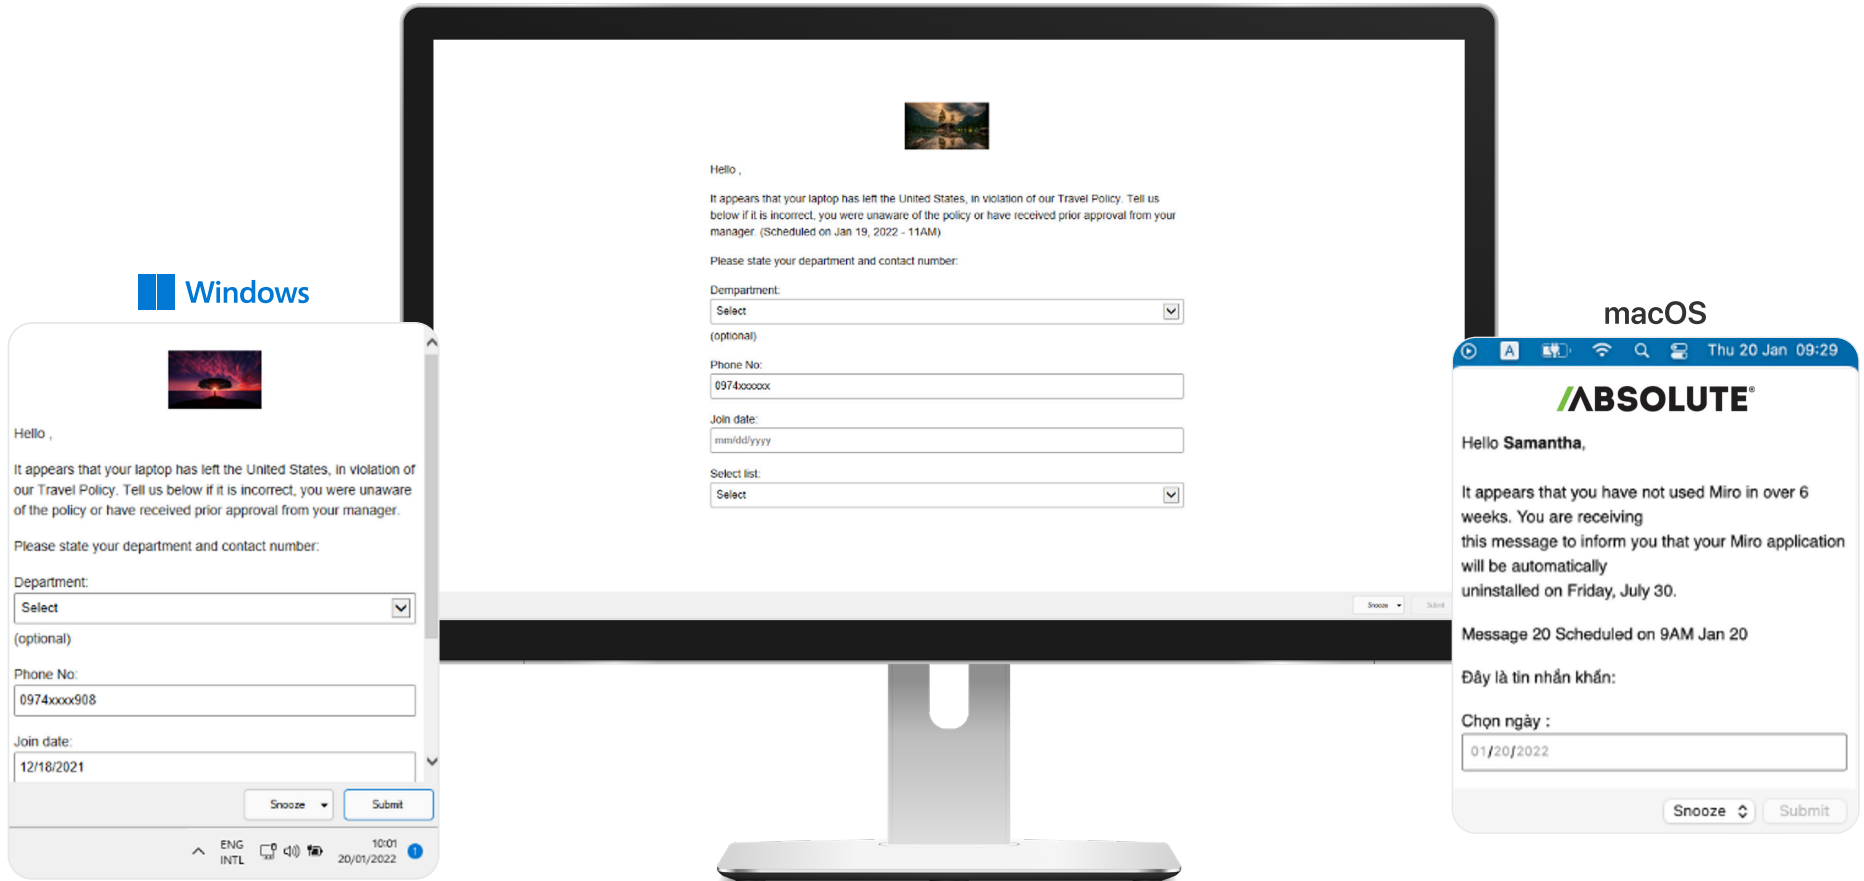 Windows
Hello ,
It appears that your laptop has left the United States, in violation of
our Travel Policy. Tell us below if it is incorrect, you were unaware
of the policy or have received prior approval from your manager.
Please state your department and contact number:
Department:
Select
(optional)
Phone No:
0974xxxx908
Join date:
12/18/2021
Snooze
Submit
ENG
INTL
10:01
20/01/2022
1
Hello ,
It appears that your laptop has left the United States, in violation of our Travel Policy. Tell us
below if it is incorrect, you were unaware of the policy or have received prior approval from your
manager. (Scheduled on Jan 19, 2022 - 11AM)
Please state your department and contact number:
Dempartment:
Select
(optional)
Phone No:
0974xxxxxx
Join date:
mm/dd/yyyy
Select list:
Select
Snooze
Submit
macOS
A
Thu 20 Jan 09:29
ABSOLUTE®
Hello Samantha,
It appears that you have not used Miro in over 6
weeks. You are receiving
this message to inform you that your Miro application
will be automatically
uninstalled on Friday, July 30.
Message 20 Scheduled on 9AM Jan 20
Đây là tin nhắn khẩn:
Chọn ngày :
01/20/2022
Snooze
Submit